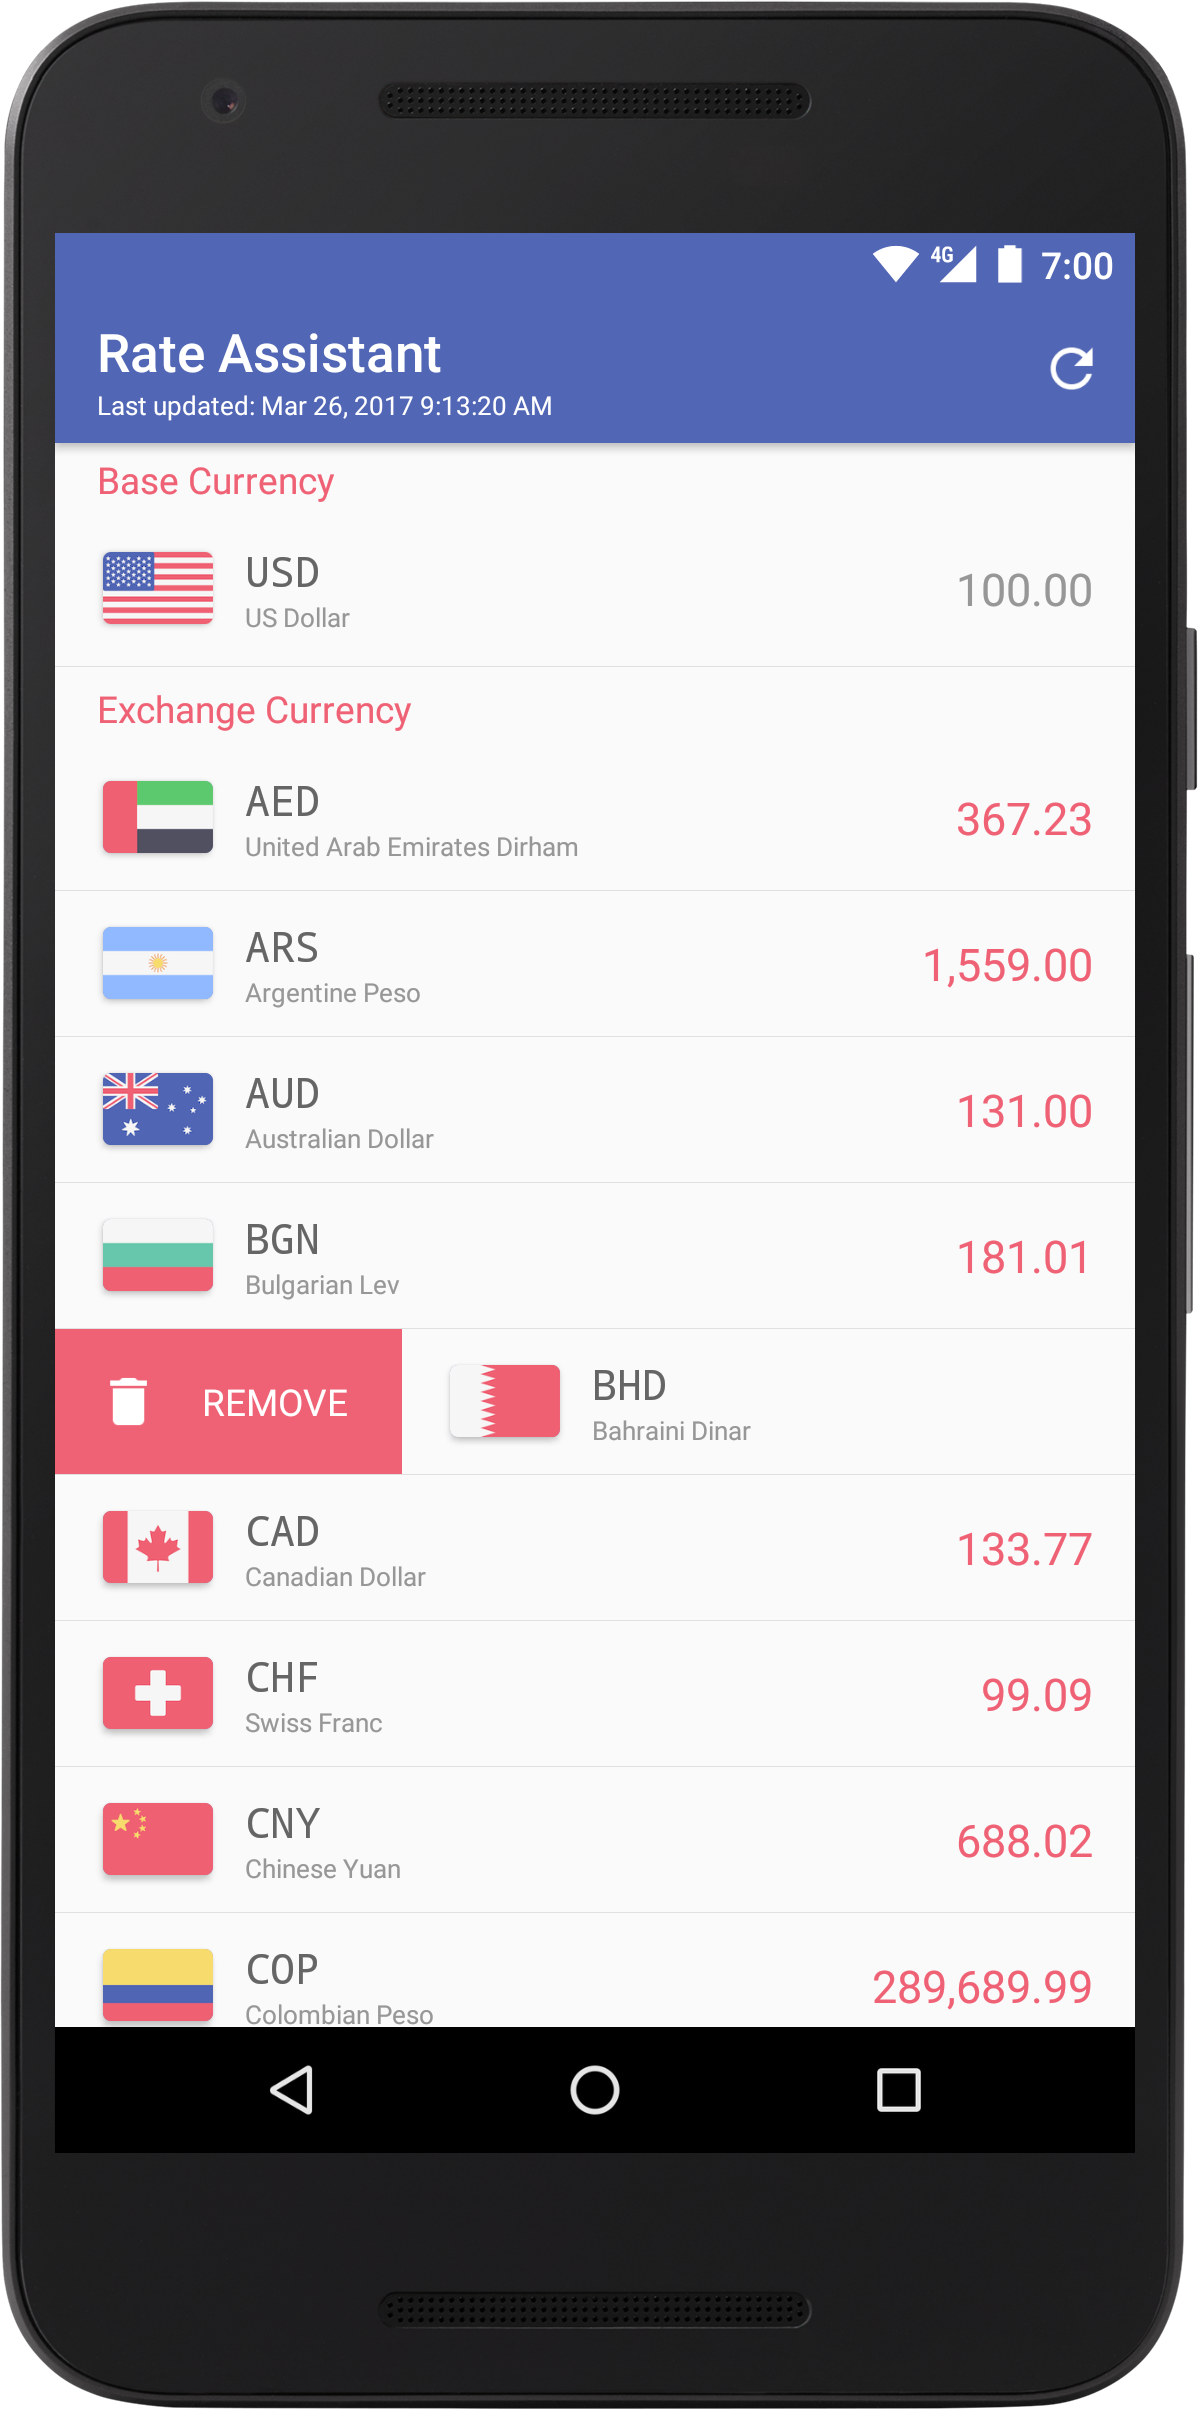 4G 7:00
Rate Assistant
Last updated: Mar 26, 2017 9:13:20 AM
Base Currency
USD
US Dollar
100.00
Exchange Currency
AED
United Arab Emirates Dirham
367.23
ARS
Argentine Peso
1,559.00
AUD
Australian Dollar
131.00
BGN
Bulgarian Lev
181.01
REMOVE
BHD
Bahraini Dinar
CAD
Canadian Dollar
133.77
CHF
Swiss Franc
99.09
CNY
Chinese Yuan
688.02
COP
Colombian Peso
289,689.99